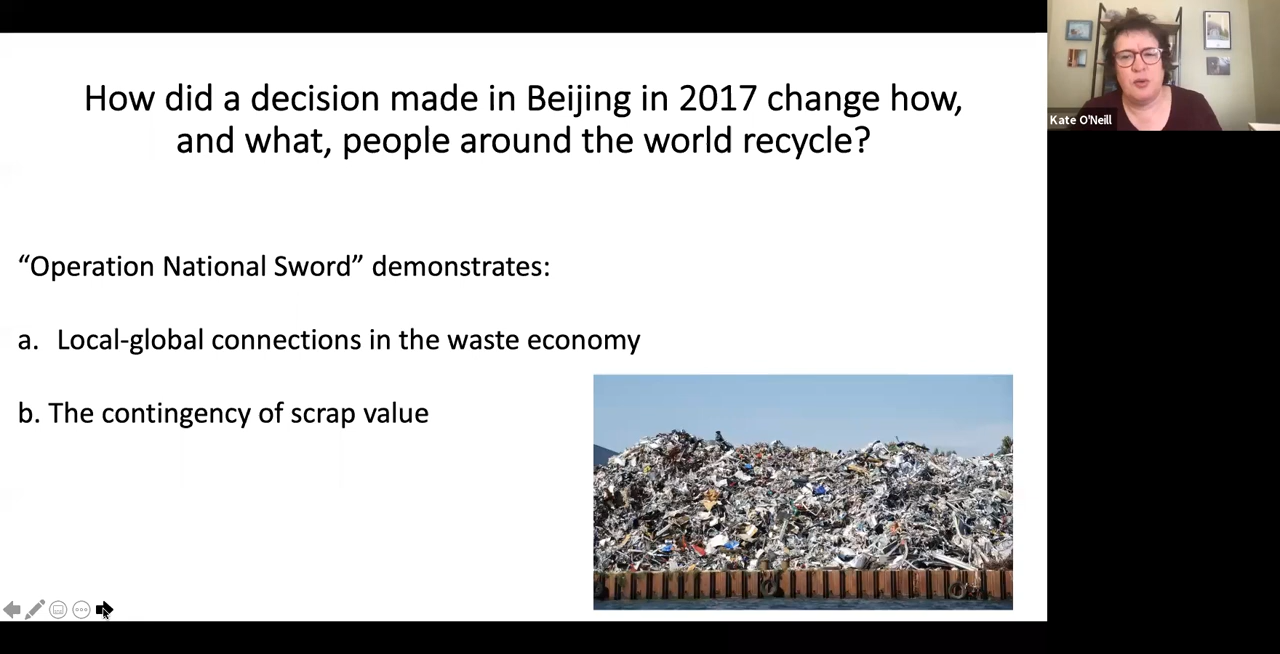 How did a decision made in Beijing in 2017 change how,
and what, people around the world recycle?
“Operation National Sword” demonstrates:
a. Local-global connections in the waste economy
b. The contingency of scrap value
Kate O'Neill